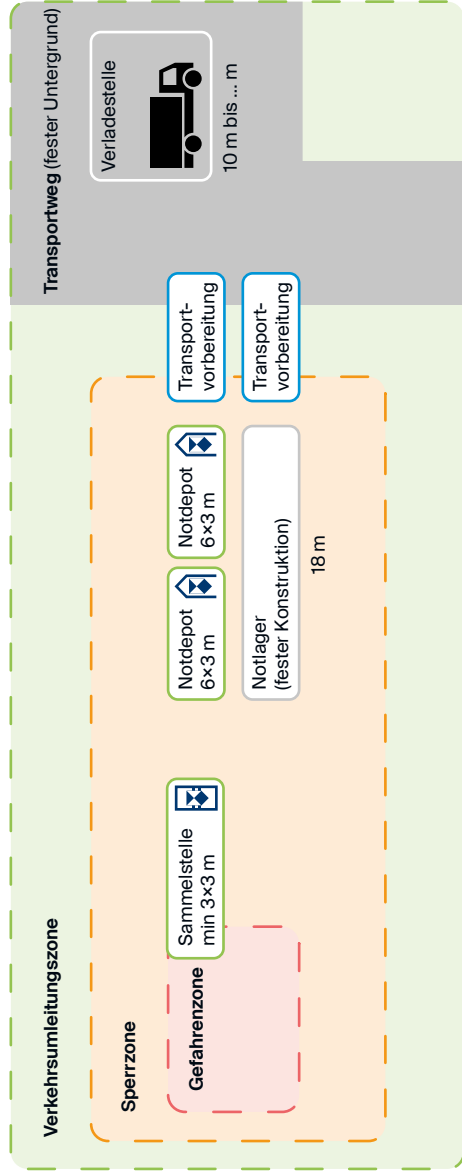 Verkehrsumleitungszone
Transportweg (fester Untergrund)
Sperrzone
Verladestelle
10 m bis ... m
Gefahrenzone
Sammelstelle
min 3×3 m
Notdepot
6×3 m
Notdepot
6×3 m
Transport-
vorbereitung
Notlager
(fester Konstruktion)
Transport-
vorbereitung
18 m